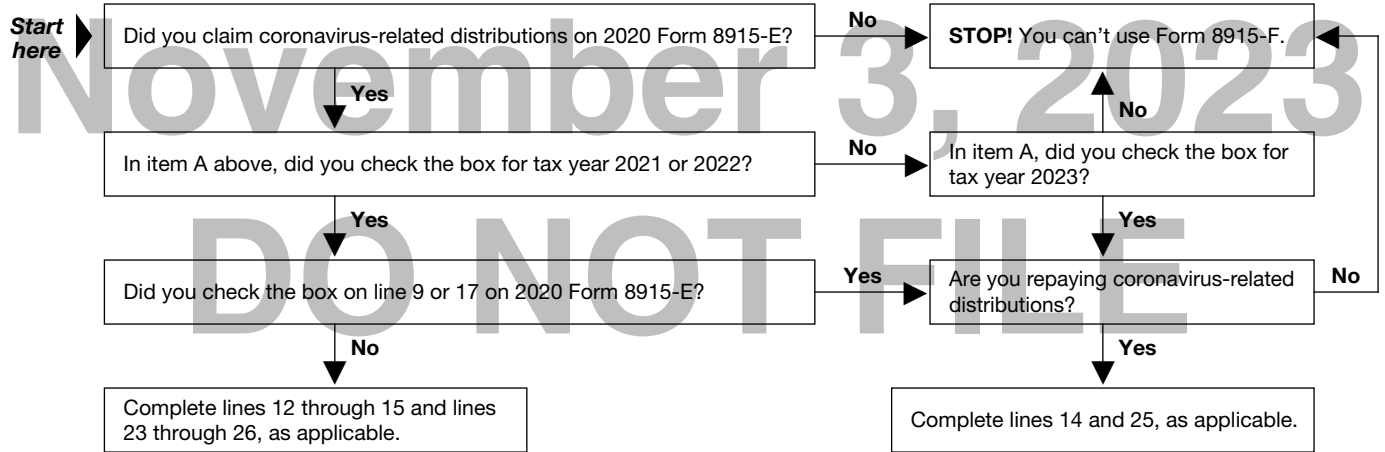 Start
here
Did you claim coronavirus-related distributions on 2020 Form 8915-E?
No
STOP! You can't use Form 8915-F.
November 3, 2023
Yes
No
In item A above, did you check the box for tax year 2021 or 2022?
No
In item A, did you check the box for
tax year 2023?
Yes
Yes
DO NOT FILE
Did you check the box on line 9 or 17 on 2020 Form 8915-E?
Yes
Are you repaying coronavirus-related
distributions?
No
No
Yes
Complete lines 12 through 15 and lines
23 through 26, as applicable.
Complete lines 14 and 25, as applicable.